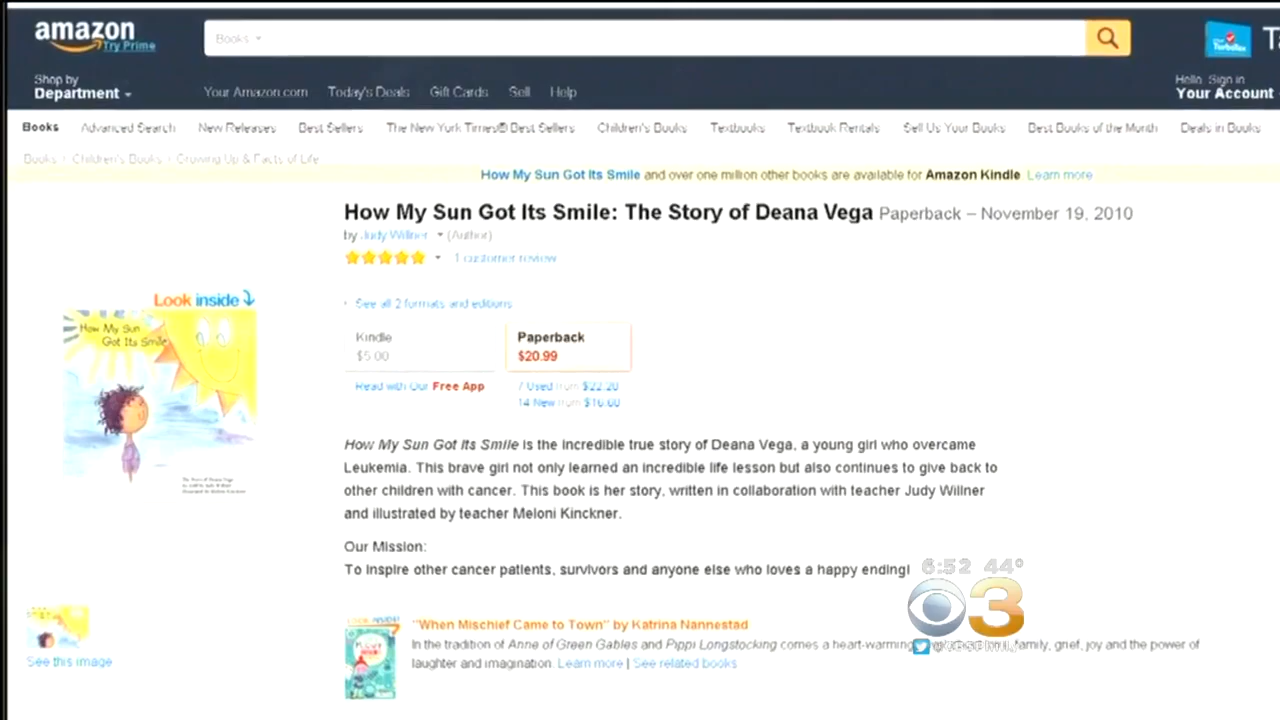 amazon
Try Prime
Books
TurboTax
Shop by
Department
Your Amazon.com Today's Deals Gift Cards Sell Help
Hello. Sign in
Your Account
Books Advanced Search New Releases Best Sellers The New York Times® Best Sellers Children's Books Textbooks Textbook Rentals Sell Us Your Books Best Books of the Month Deals in Books
Books › Children's Books › Growing Up & Facts of Life
How My Sun Got Its Smile and over one million other books are available for Amazon Kindle. Learn more
How My Sun Got Its Smile: The Story of Deana Vega Paperback – November 19, 2010
by Judy Willner (Author)
1 customer review
Look inside
How My Sun
Got Its Smile
See all 2 formats and editions
Kindle
$5.00
Paperback
$20.99
Read with Our Free App
7 Used from $22.20
14 New from $16.60
How My Sun Got Its Smile is the incredible true story of Deana Vega, a young girl who overcame
Leukemia. This brave girl not only learned an incredible life lesson but also continues to give back to
other children with cancer. This book is her story, written in collaboration with teacher Judy Willner
and illustrated by teacher Meloni Kinckner.
Our Mission:
To inspire other cancer patients, survivors and anyone else who loves a happy ending!
6:52 44°
3
See this image
"When Mischief Came to Town" by Katrina Nannestad
In the tradition of Anne of Green Gables and Pippi Longstocking comes a heart-warming family, grief, joy and the power of
laughter and imagination. Learn more | See related books